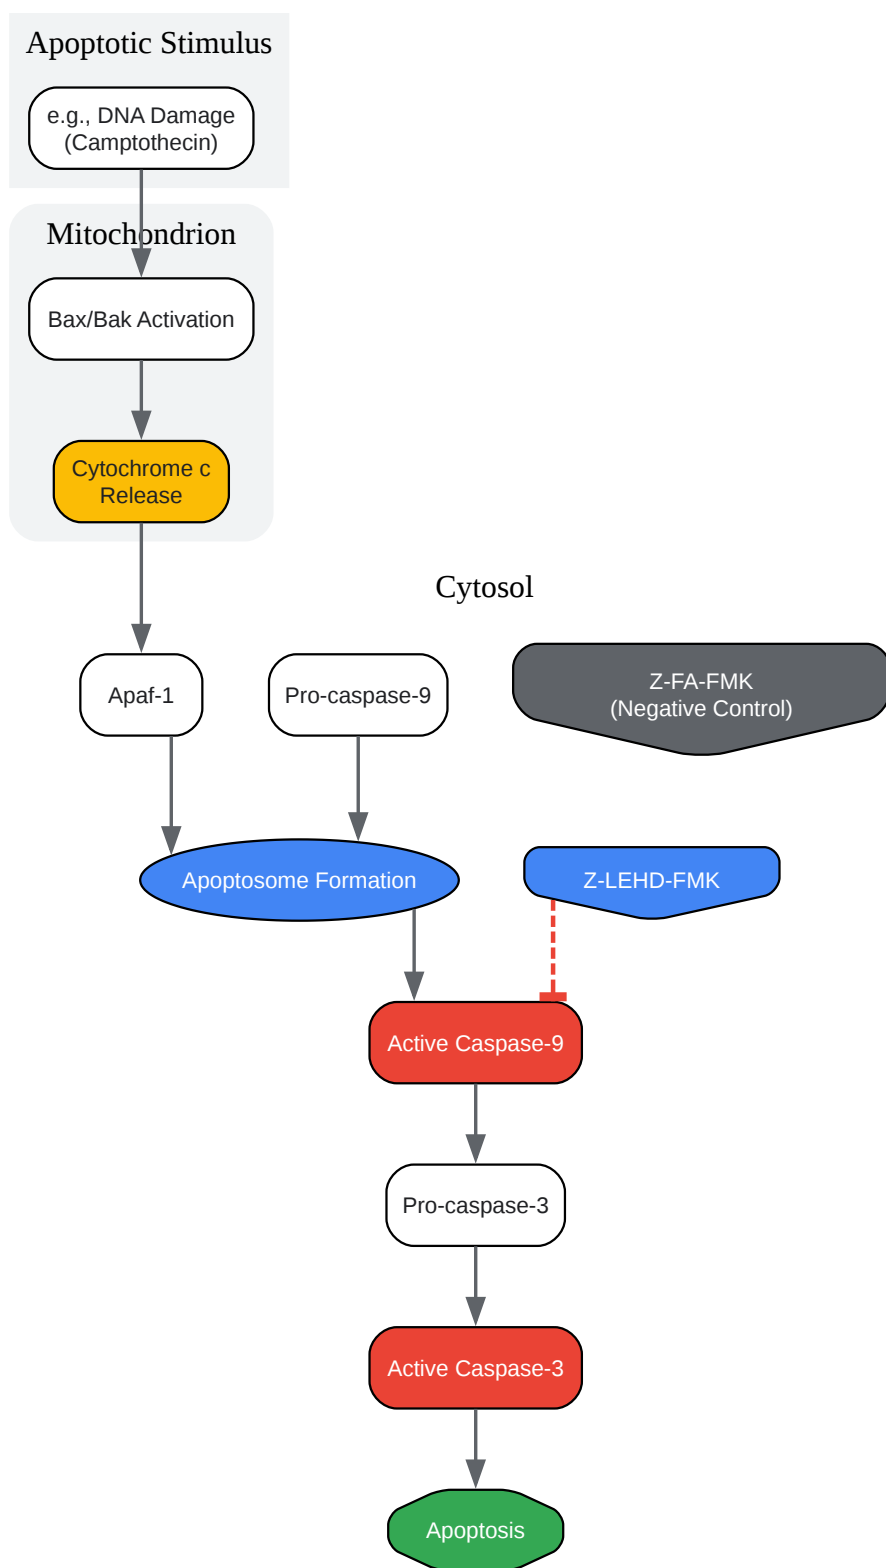 Apoptotic Stimulus
e.g., DNA Damage
(Camptothecin)
Mitochondrion
Bax/Bak Activation
Cytochrome c
Release
Cytosol
Apaf-1
Pro-caspase-9
Z-FA-FMK
(Negative Control)
Apoptosome Formation
Z-LEHD-FMK
Active Caspase-9
Pro-caspase-3
Active Caspase-3
Apoptosis